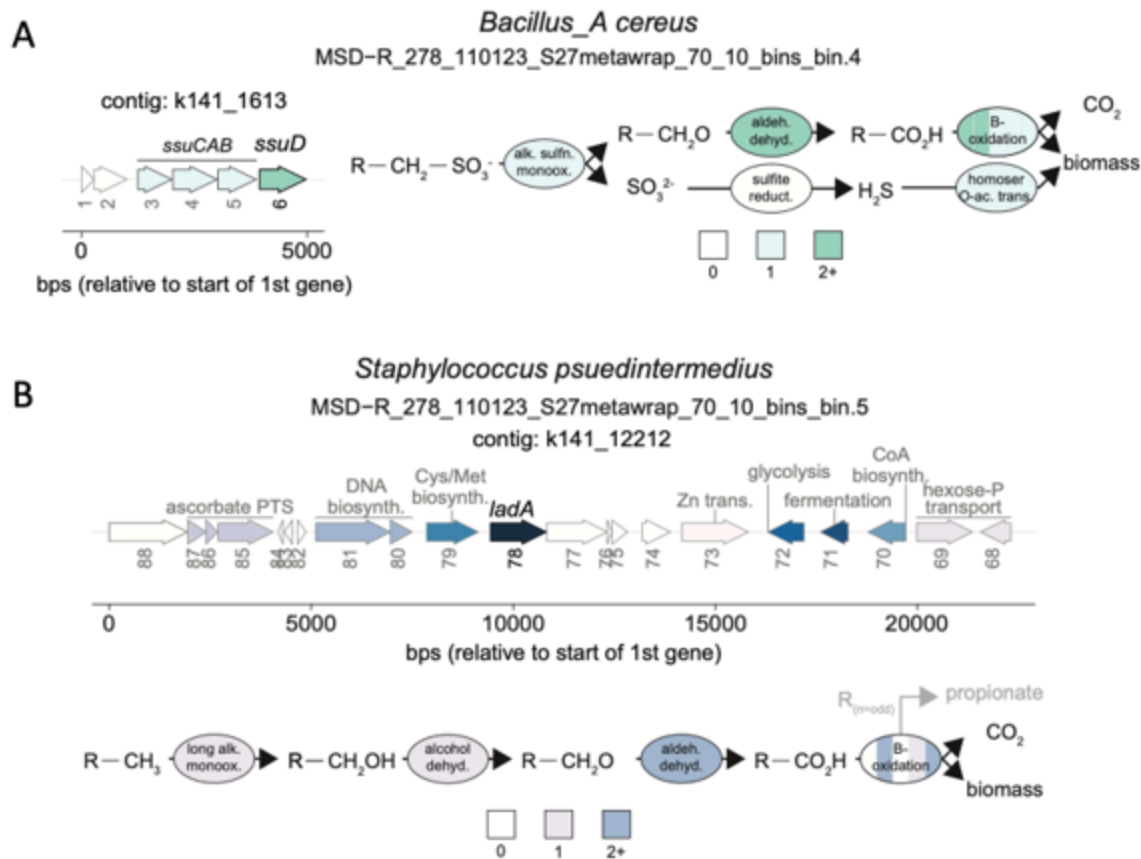 A
Bacillus_A cereus
MSD-R_278_110123_S27metawrap_70_10_bins_bin.4
contig: k141_1613
ssuCAB ssuD
1 2 3 4 5 6
0 5000
bps (relative to start of 1st gene)
R-CH2-SO3-
alk. sulfn. monoox.
R-CH2O
aldeh. dehyd.
R-CO2H
B-oxidation
CO2
biomass
SO3 2-
sulfite reduct.
H2S
homoser O-ac. trans.
0 1 2+
B
Staphylococcus psuedintermedius
MSD-R_278_110123_S27metawrap_70_10_bins_bin.5
contig: k141_12212
ascorbate PTS
DNA biosynth.
Cys/Met biosynth.
ladA
Zn trans.
glycolysis
fermentation
CoA biosynth.
hexose-P transport
88 87 86 85 84 83 82 81 80 79 78 77 76 75 74 73 72 71 70 69 68
0 5000 10000 15000 20000
bps (relative to start of 1st gene)
R-CH3
long alk. monoox.
R-CH2OH
alcohol dehyd.
R-CH2O
aldeh. dehyd.
R-CO2H
B-oxidation
R(n=odd)
propionate
CO2
biomass
0 1 2+